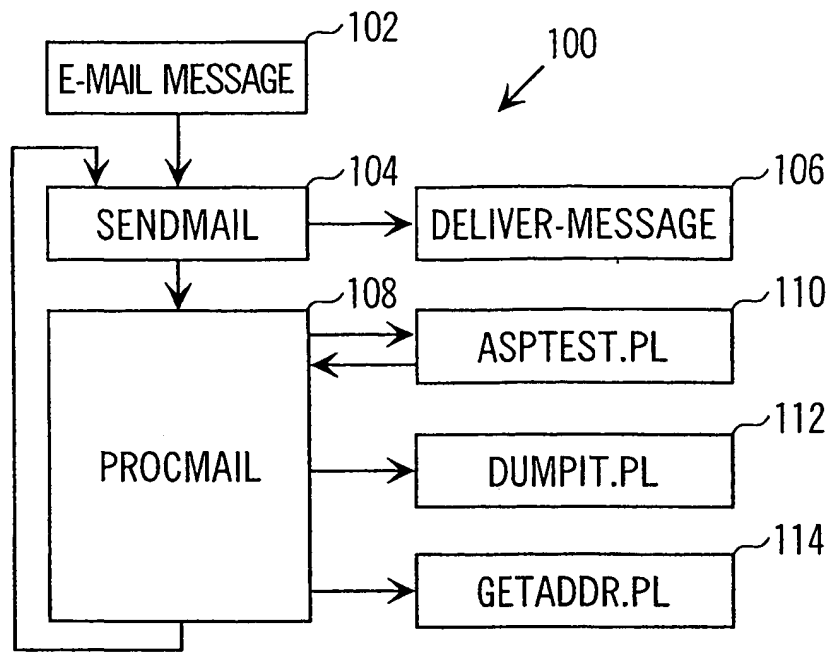 102
E-MAIL MESSAGE
100
104
SENDMAIL
106
DELIVER-MESSAGE
108
PROCMAIL
110
ASPTEST.PL
112
DUMPIT.PL
114
GETADDR.PL